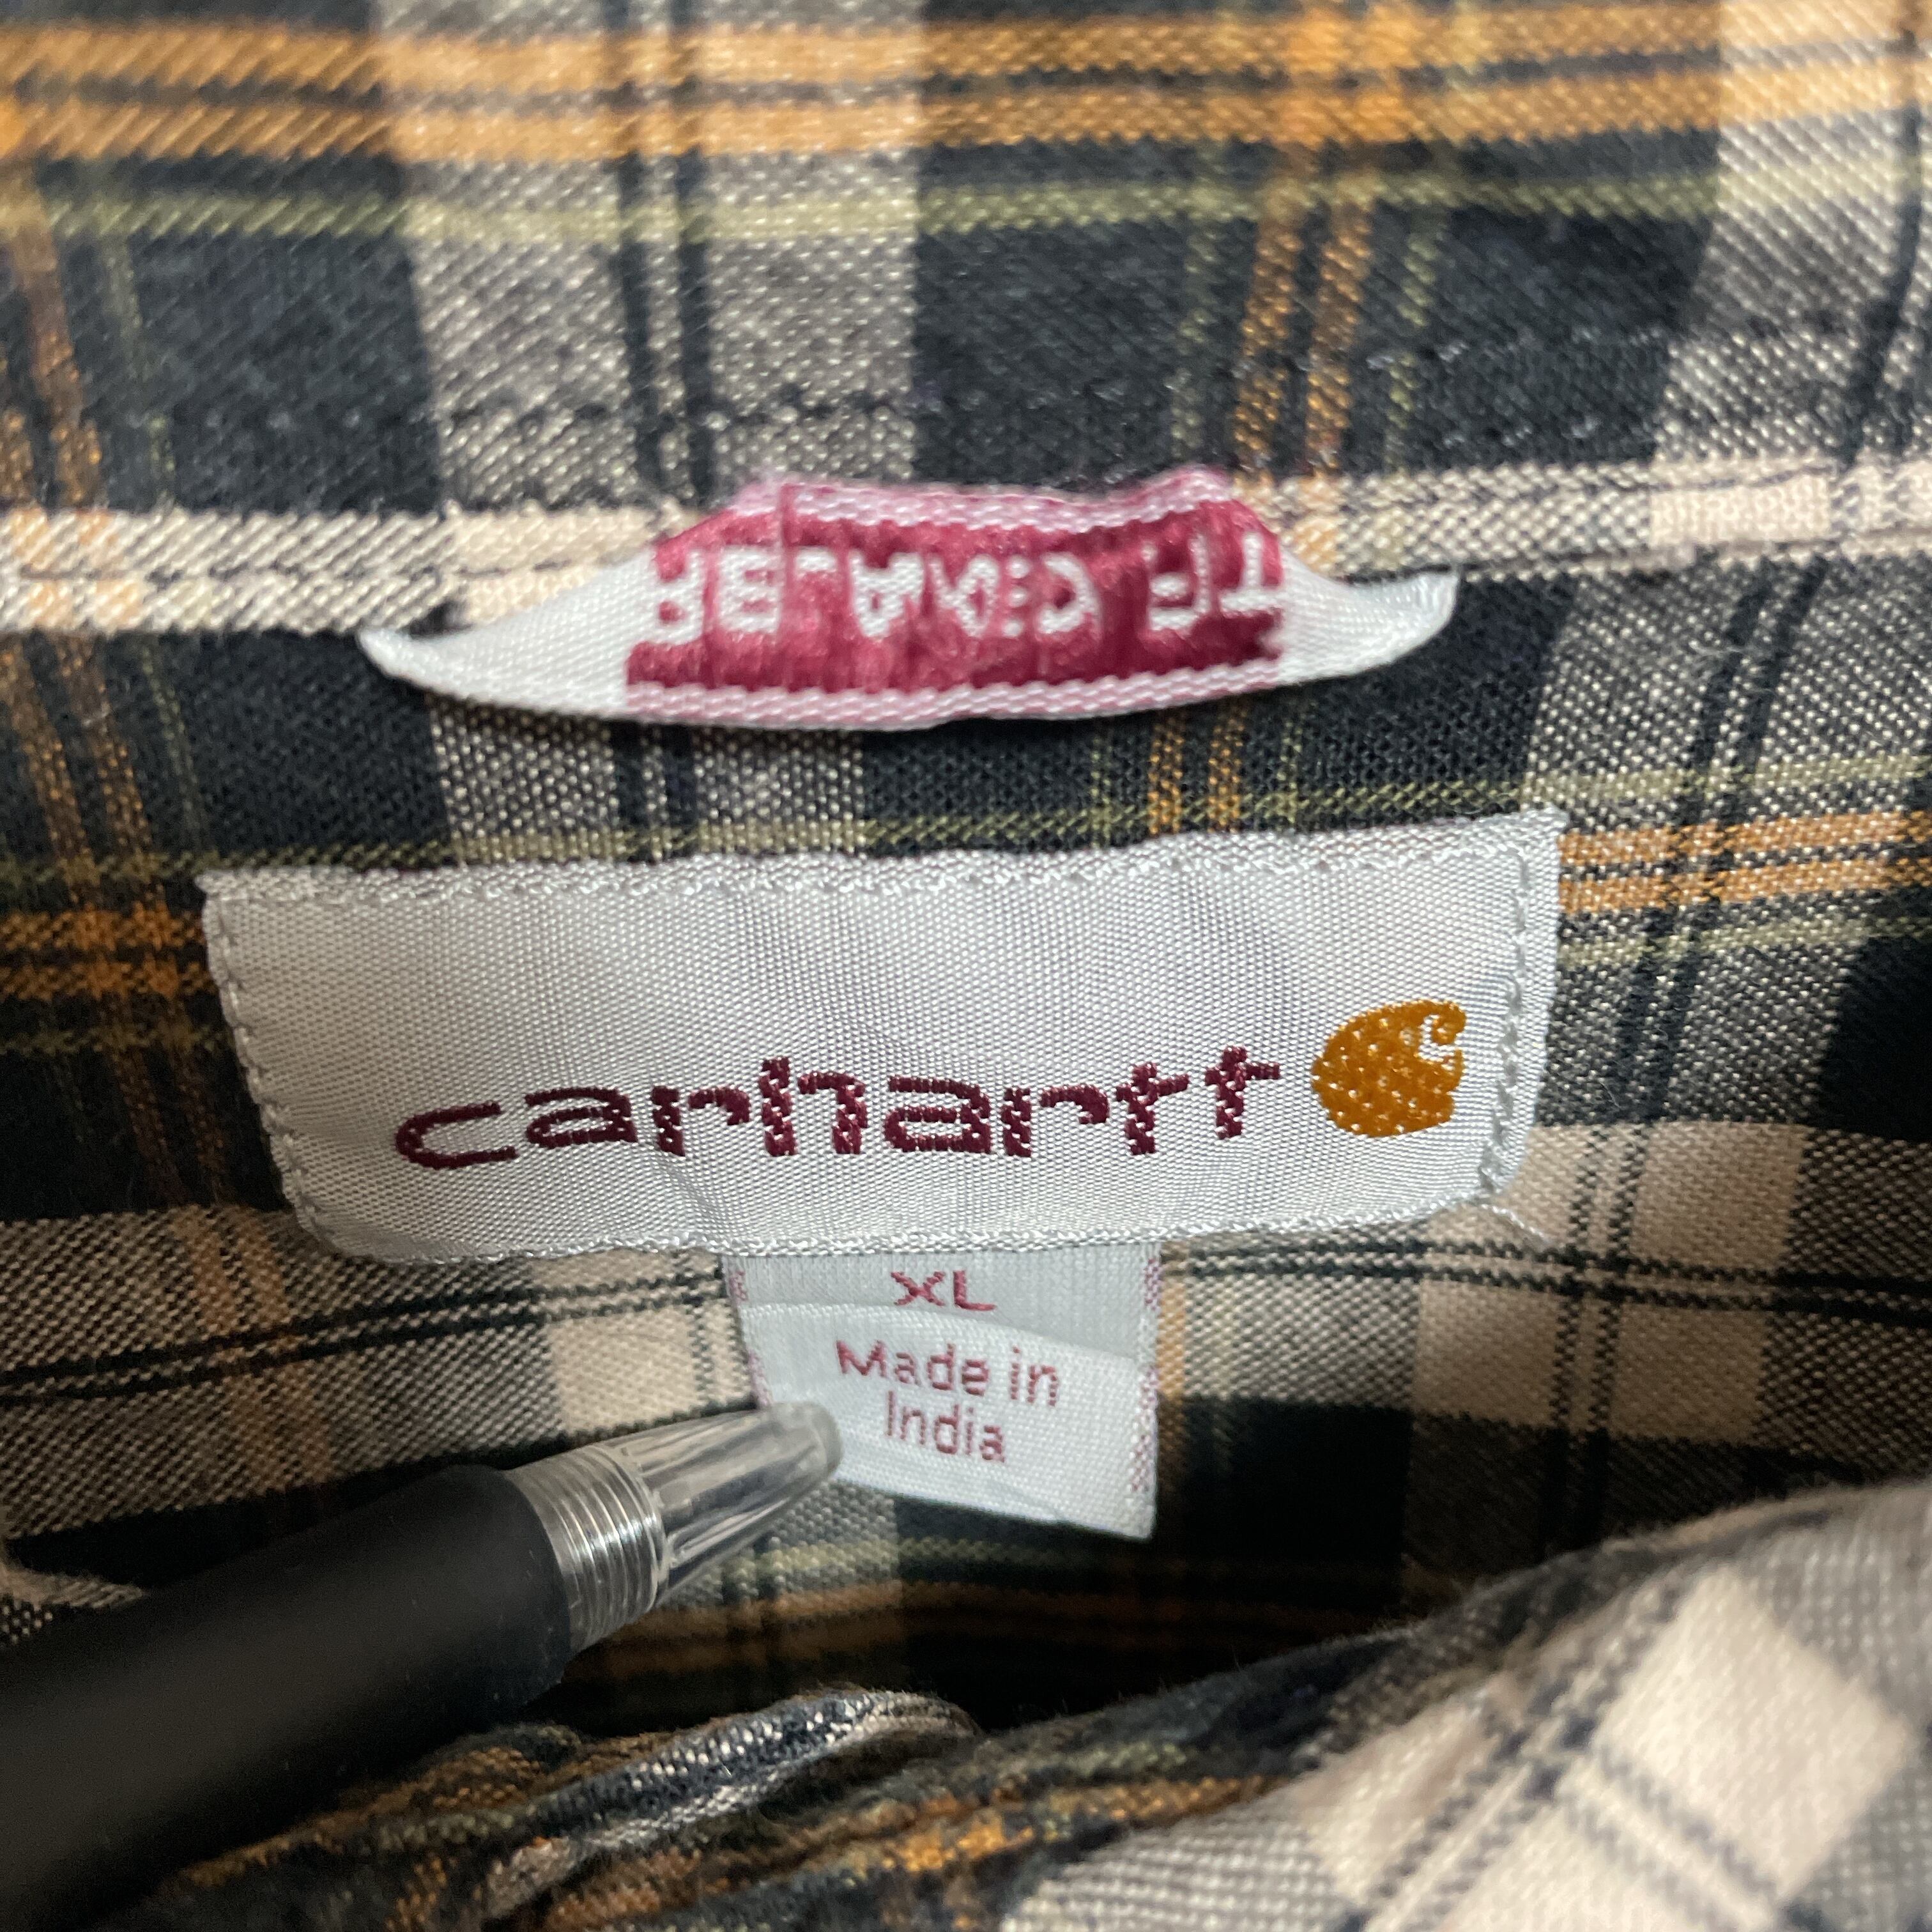 carhartt
XL
Made in
India